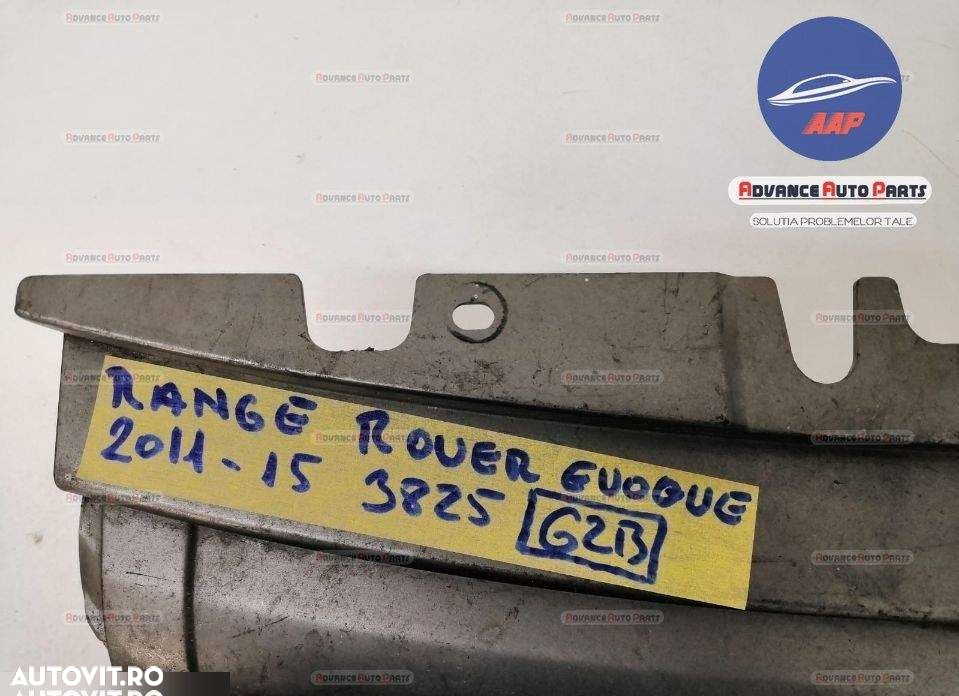 AAP
ADVANCE AUTO PARTS
SOLUTIA PROBLEMELOR TALE
RANGE ROVER EVOQUE
2011-15 3825 G2B
AUTOVIT.RO